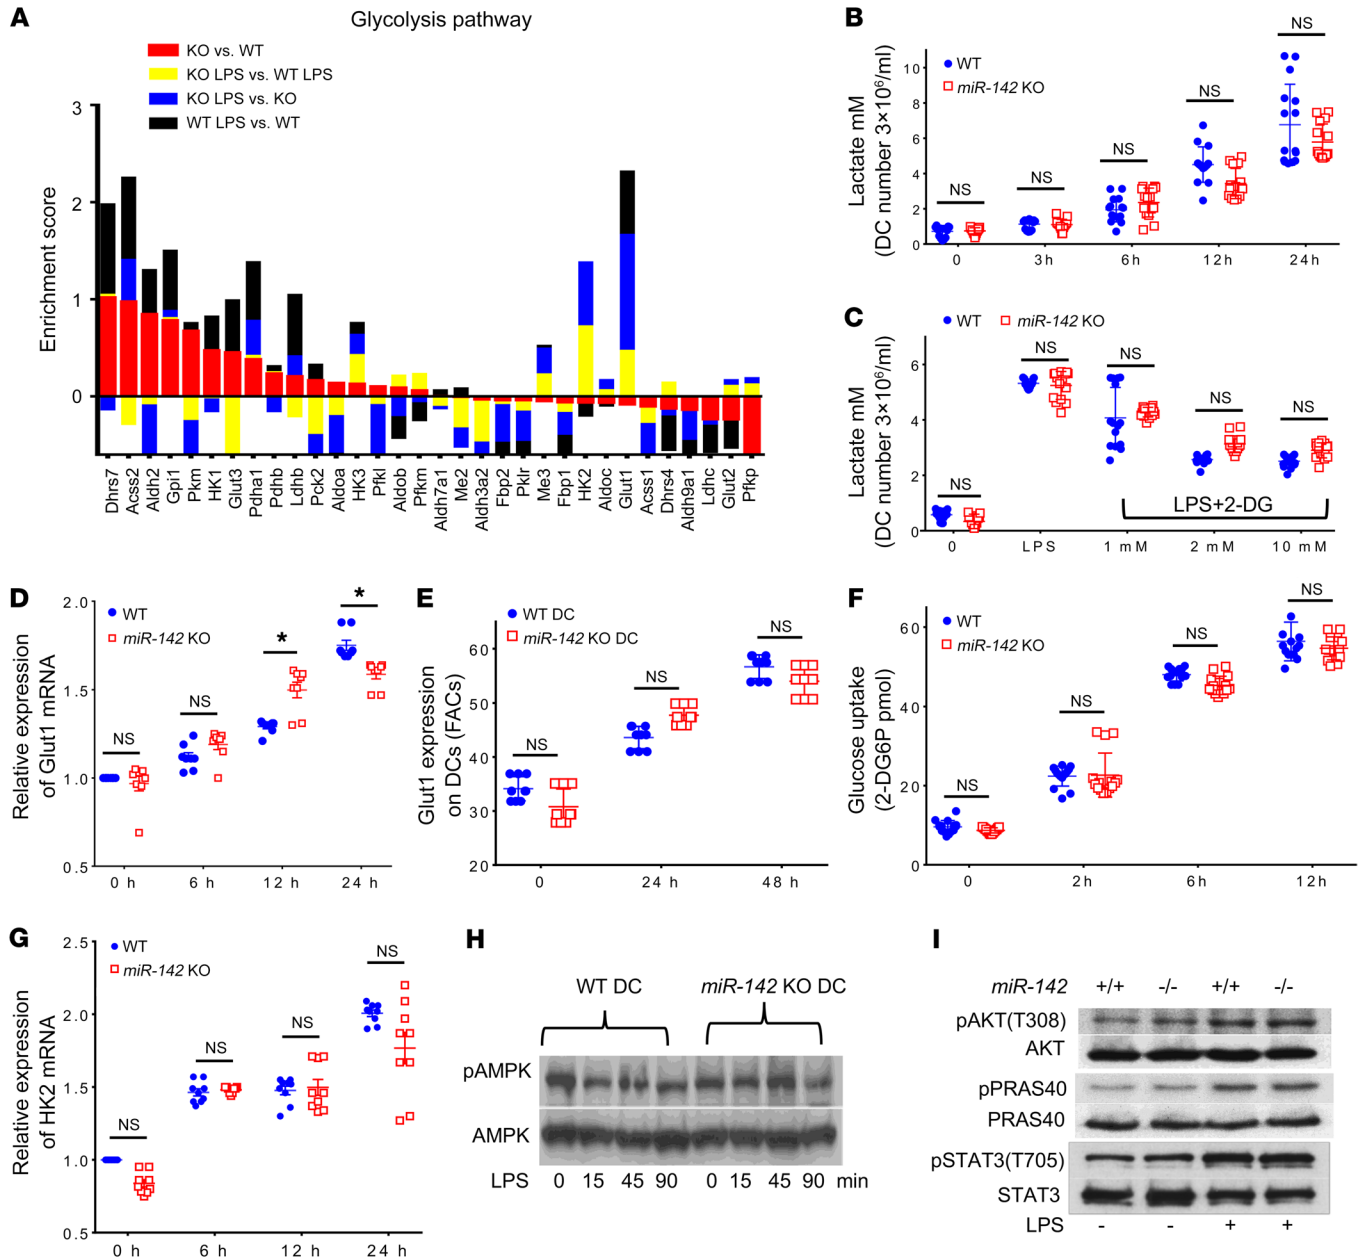 A
Glycolysis pathway
KO vs. WT
KO LPS vs. WT LPS
KO LPS vs. KO
WT LPS vs. WT
Enrichment score
3
2
1
0
Dhrs7
Acss2
Aldh2
Gpi1
Pkm
HK1
Glut3
Pdha1
Pdhb
Ldhb
Pck2
Aldoa
HK3
Pfkl
Aldob
Pfkm
Aldh7a1
Me2
Aldh3a2
Fbp2
Pklr
Me3
Fbp1
HK2
Aldoc
Glut1
Acss1
Dhrs4
Aldh9a1
Ldhc
Glut2
Pfkp
B
WT
miR-142 KO
Lactate mM
(DC number 3×10⁶/ml)
10
8
6
4
2
0
NS
NS
NS
NS
NS
0
3h
6h
12h
24h
C
WT
miR-142 KO
Lactate mM
(DC number 3×10⁶/ml)
6
4
2
0
NS
NS
NS
NS
NS
LPS+2-DG
0
LPS
1 mM
2 mM
10 mM
D
WT
miR-142 KO
Relative expression
of Glut1 mRNA
2.0
1.5
1.0
0.5
NS
NS
*
*
0 h
6 h
12 h
24 h
E
WT DC
miR-142 KO DC
Glut1 expression
on DCs (FACs)
60
50
40
30
20
NS
NS
NS
0
24 h
48 h
F
WT
miR-142 KO
Glucose uptake
(2-DG6P pmol)
60
40
20
0
NS
NS
NS
NS
0
2h
6h
12h
G
WT
miR-142 KO
Relative expression
of HK2 mRNA
2.5
2.0
1.5
1.0
0.5
NS
NS
NS
NS
0 h
6 h
12 h
24 h
H
WT DC
miR-142 KO DC
pAMPK
AMPK
LPS 0 15 45 90 0 15 45 90 min
I
miR-142 +/+ -/- +/+ -/-
pAKT(T308)
AKT
pPRAS40
PRAS40
pSTAT3(T705)
STAT3
LPS - - + +